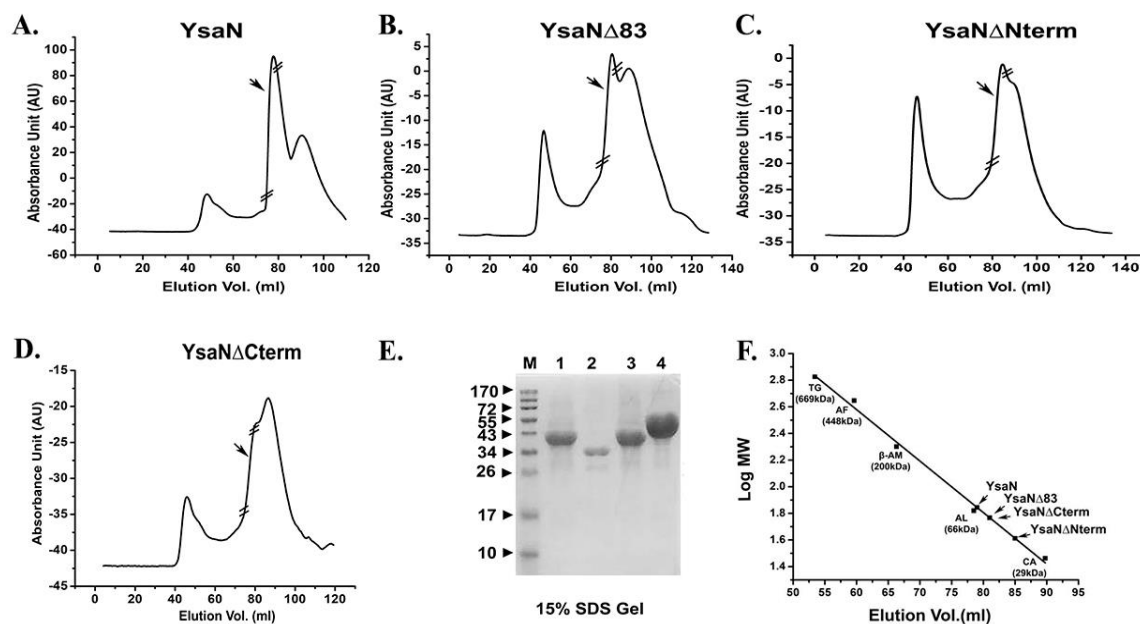 A.
YsaN
Absorbance Unit (AU)
100
80
60
40
20
0
-20
-40
-60
0 20 40 60 80 100 120
Elution Vol. (ml)
B.
YsaNΔ83
Absorbance Unit (AU)
5
0
-5
-10
-15
-20
-25
-30
-35
0 20 40 60 80 100 120 140
Elution Vol. (ml)
C.
YsaNΔNterm
Absorbance Unit (AU)
0
-5
-10
-15
-20
-25
-30
-35
0 20 40 60 80 100 120 140
Elution Vol. (ml)
D.
YsaNΔCterm
Absorbance Unit (AU)
-15
-20
-25
-30
-35
-40
-45
0 20 40 60 80 100 120
Elution Vol. (ml)
E.
M 1 2 3 4
170
72
55
43
34
26
17
10
15% SDS Gel
F.
Log MW
3.0
2.8
2.6
2.4
2.2
2.0
1.8
1.6
1.4
1.2
TG
(669kDa)
AF
(448kDa)
β-AM
(200kDa)
YsaN
YsaNΔ83
YsaNΔCterm
AL
(66kDa)
YsaNΔNterm
CA
(29kDa)
50 55 60 65 70 75 80 85 90 95
Elution Vol.(ml)